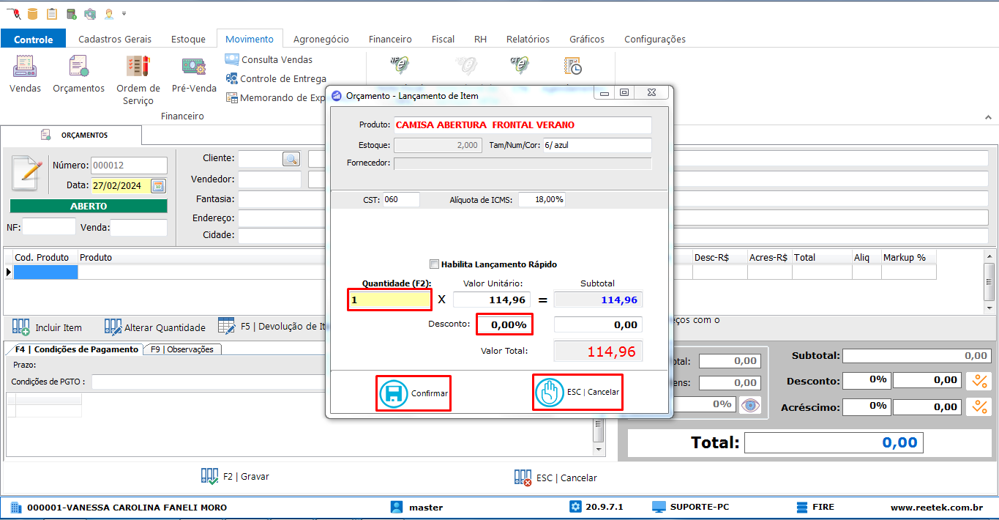 Controle Cadastros Gerais Estoque Movimento Agronegócio Financeiro Fiscal RH Relatórios Gráficos Configurações
Vendas Orçamentos Ordem de Serviço Pré-Venda
Consulta Vendas
Controle de Entrega
Memorando de Exp
Financeiro
ORÇAMENTOS
Número: 000012
Data: 27/02/2024
ABERTO
NF: Venda:
Cliente:
Vendedor:
Fantasia:
Endereço:
Cidade:
Orçamento - Lançamento de Item
Produto: CAMISA ABERTURA FRONTAL VERANO
Estoque: 2,000 Tam/Num/Cor: 6/ azul
Fornecedor:
CST: 060 Alíquota de ICMS: 18,00%
Habilita Lançamento Rápido
Quantidade (F2): Valor Unitário: Subtotal
1 X 114,96 = 114,96
Desconto: 0,00% 0,00
Valor Total: 114,96
Confirmar ESC | Cancelar
Cod. Produto Produto Desc-R$ Acres-R$ Total Aliq Markup %
Incluir Item Alterar Quantidade F5 | Devolução de It eços com o
F4 | Condições de Pagamento F9 | Observações
Prazo:
Condições de PGTO :
otal: 0,00
ens: 0,00
0%
Subtotal: 0,00
Desconto: 0% 0,00
Acréscimo: 0% 0,00
Total: 0,00
F2 | Gravar ESC | Cancelar
000001-VANESSA CAROLINA FANELI MORO master 20.9.7.1 SUPORTE-PC FIRE www.reetek.com.br